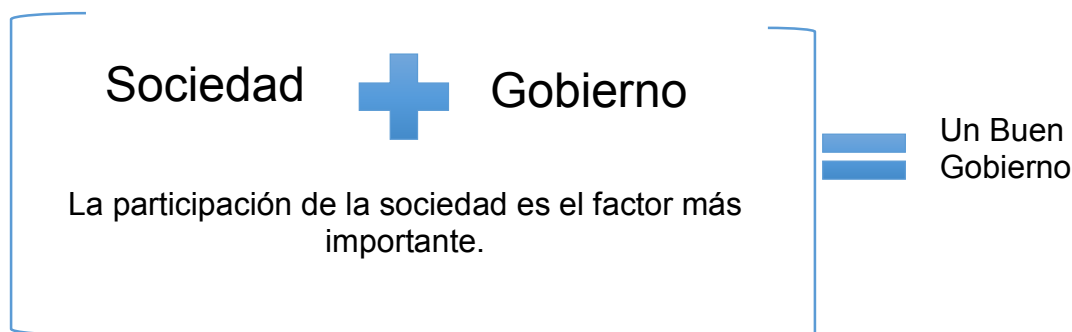 Sociedad Gobierno
La participación de la sociedad es el factor más
importante.
Un Buen
Gobierno